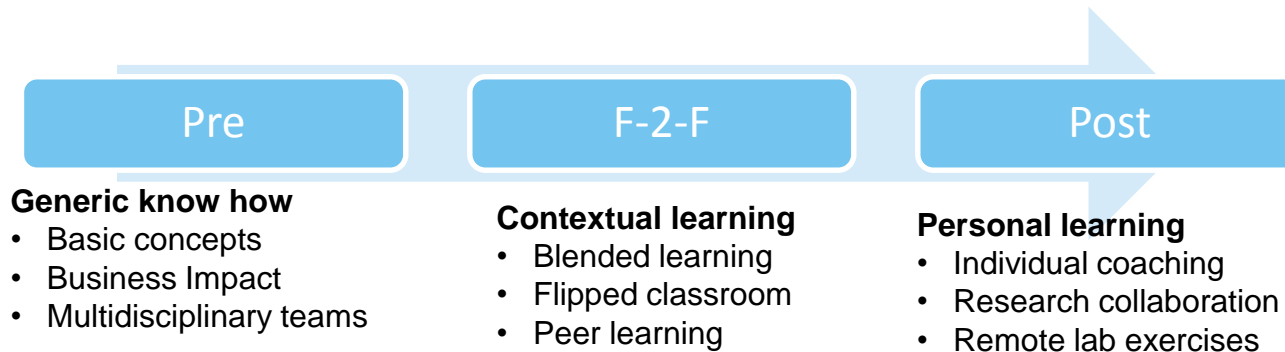 Pre
Generic know how
• Basic concepts
• Business Impact
• Multidisciplinary teams
F-2-F
Contextual learning
• Blended learning
• Flipped classroom
• Peer learning
Post
Personal learning
• Individual coaching
• Research collaboration
• Remote lab exercises